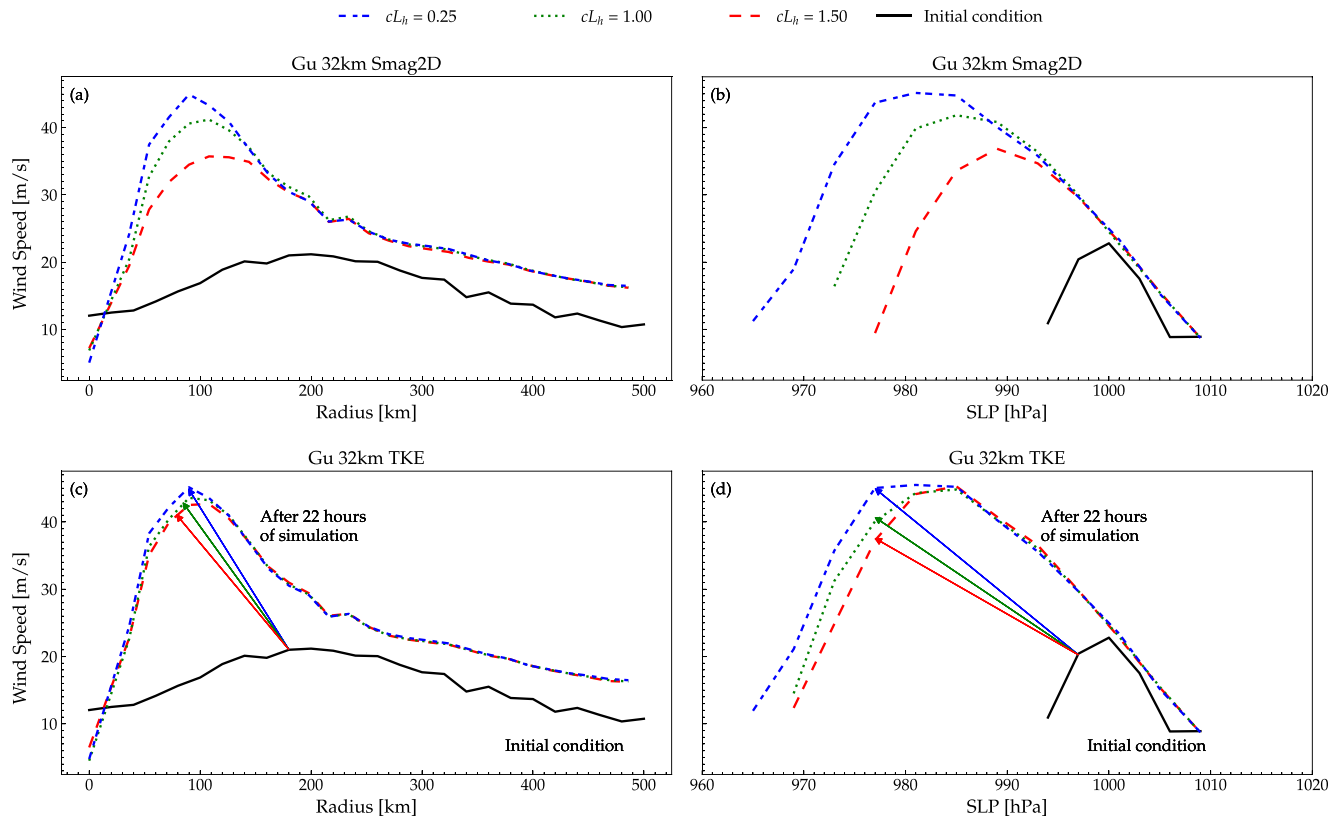 cL_h = 0.25 cL_h = 1.00 cL_h = 1.50 Initial condition
Gu 32km Smag2D
(a)
Wind Speed [m/s]
40
30
20
10
0 100 200 300 400 500
Radius [km]
Gu 32km Smag2D
(b)
960 970 980 990 1000 1010 1020
SLP [hPa]
Gu 32km TKE
(c)
After 22 hours
of simulation
Initial condition
Wind Speed [m/s]
40
30
20
10
0 100 200 300 400 500
Radius [km]
Gu 32km TKE
(d)
After 22 hours
of simulation
Initial condition
960 970 980 990 1000 1010 1020
SLP [hPa]